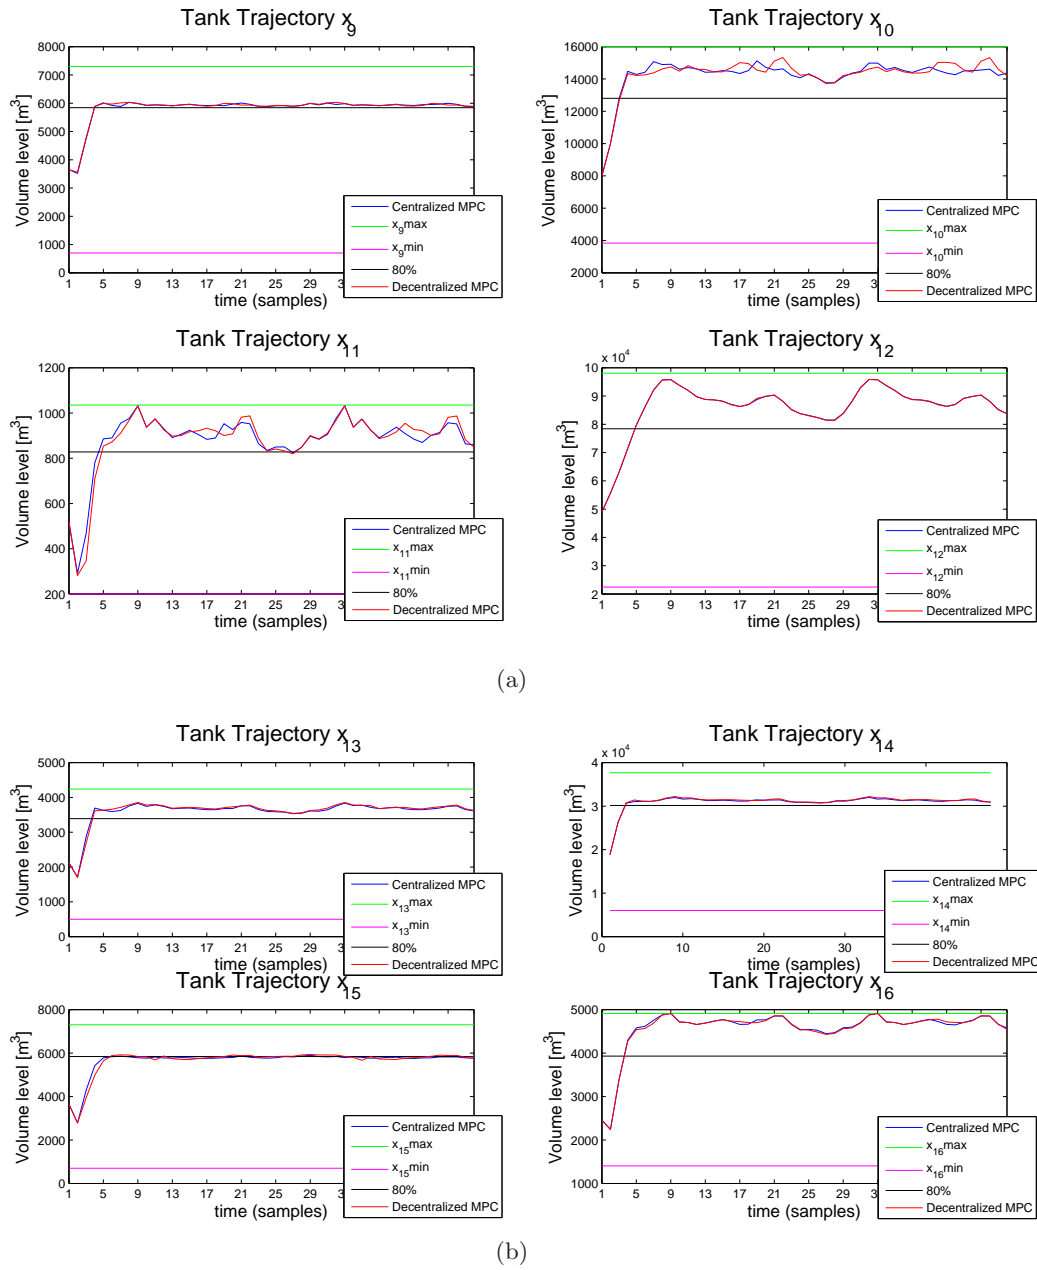 Tank Trajectory x9
Volume level [m3]
8000
7000
6000
5000
4000
3000
2000
1000
0
1 5 9 13 17 21 25 29 3
time (samples)
Centralized MPC
x9max
x9min
80%
Decentralized MPC
Tank Trajectory x10
Volume level [m3]
16000
14000
12000
10000
8000
6000
4000
2000
1 5 9 13 17 21 25 29 3
time (samples)
Centralized MPC
x10max
x10min
80%
Decentralized MPC
Tank Trajectory x11
Volume level [m3]
1200
1000
800
600
400
200
1 5 9 13 17 21 25 29 3
time (samples)
Centralized MPC
x11max
x11min
80%
Decentralized MPC
Tank Trajectory x12
x 104
Volume level [m3]
10
9
8
7
6
5
4
3
2
1 5 9 13 17 21 25 29 3
time (samples)
Centralized MPC
x12max
x12min
80%
Decentralized MPC
(a)
Tank Trajectory x13
Volume level [m3]
5000
4000
3000
2000
1000
0
1 5 9 13 17 21 25 29 3
time (samples)
Centralized MPC
x13max
x13min
80%
Decentralized MPC
Tank Trajectory x14
x 104
Volume level [m3]
4
3
2
1
0
0 10 20 30
time (samples)
Centralized MPC
x14max
x14min
80%
Decentralized MPC
Tank Trajectory x15
Volume level [m3]
8000
6000
4000
2000
0
1 5 9 13 17 21 25 29 3
time (samples)
Centralized MPC
x15max
x15min
80%
Decentralized MPC
Tank Trajectory x16
Volume level [m3]
5000
4000
3000
2000
1000
1 5 9 13 17 21 25 29 3
time (samples)
Centralized MPC
x16max
x16min
80%
Decentralized MPC
(b)